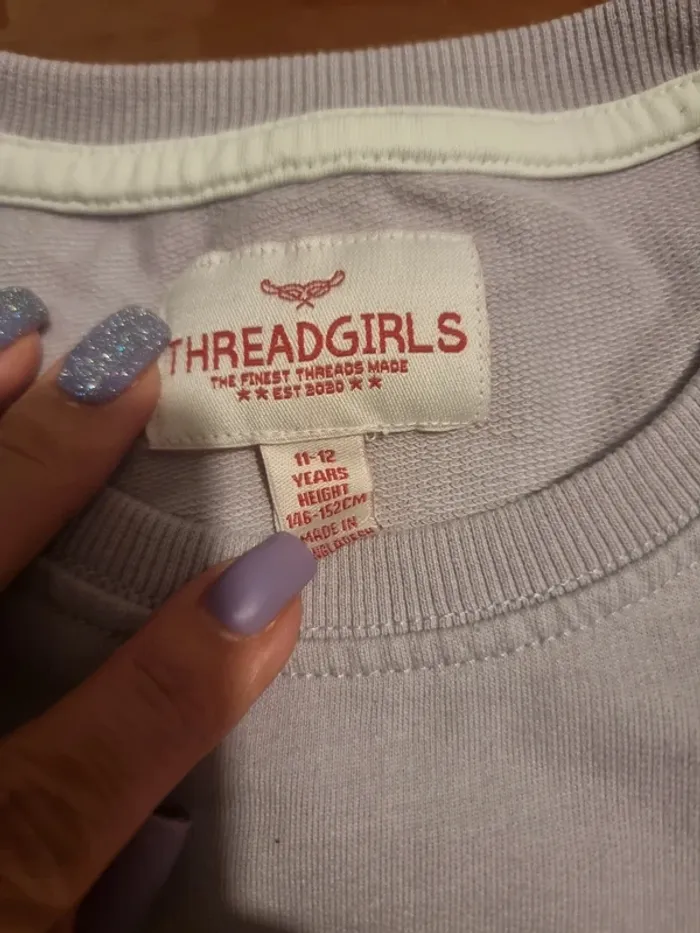 THREADGIRLS
THE FINEST THREADS MADE
★★ EST 2020 ★★
11-12
YEARS
HEIGHT
146-152CM
MADE IN